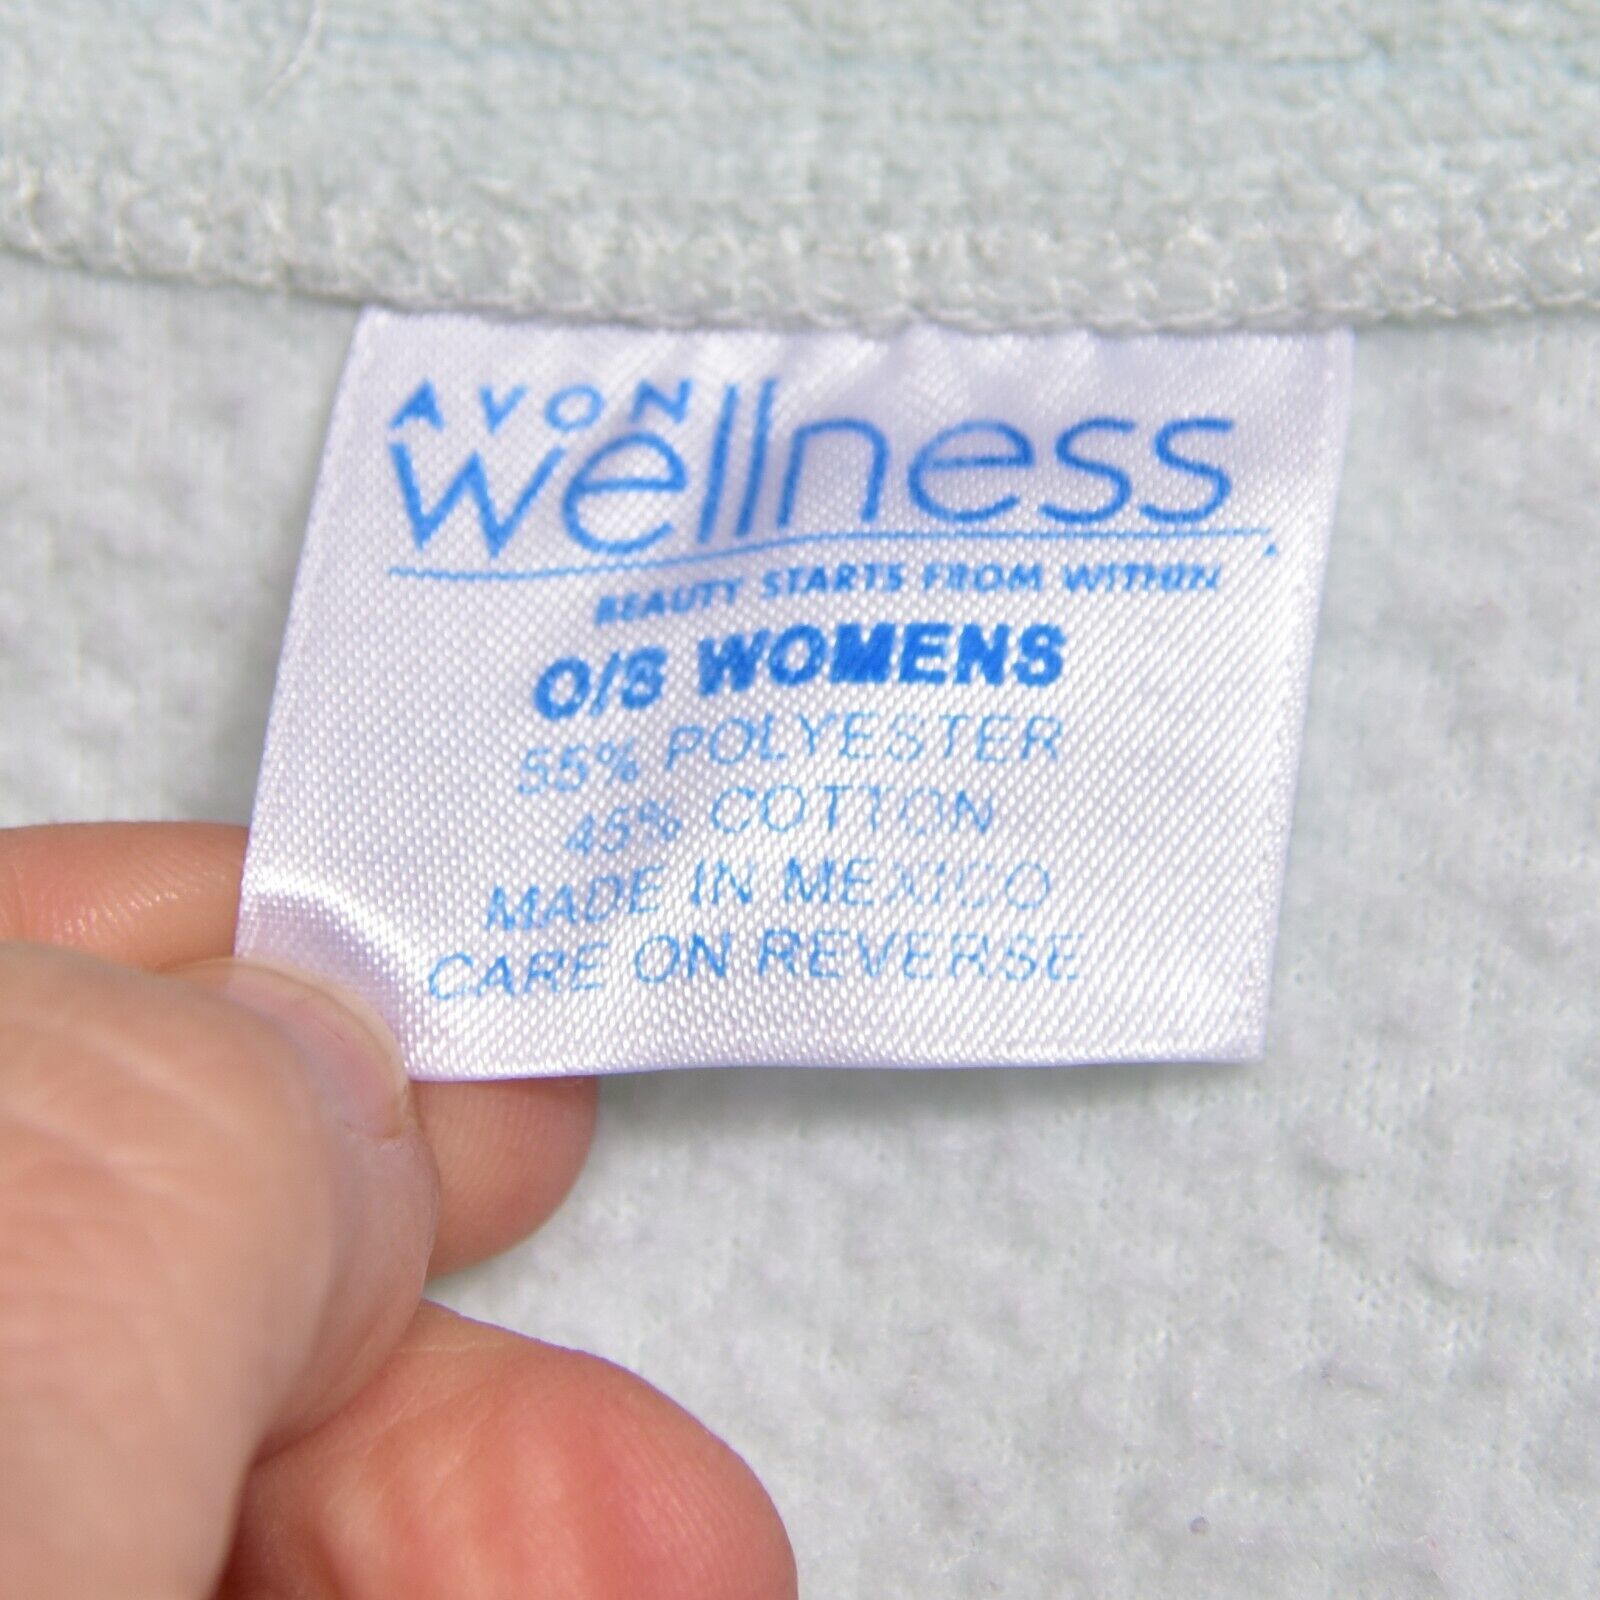 AVON
wellness
BEAUTY STARTS FROM WITHIN
O/S WOMENS
55% POLYESTER
45% COTTON
MADE IN MEXICO
CARE ON REVERSE